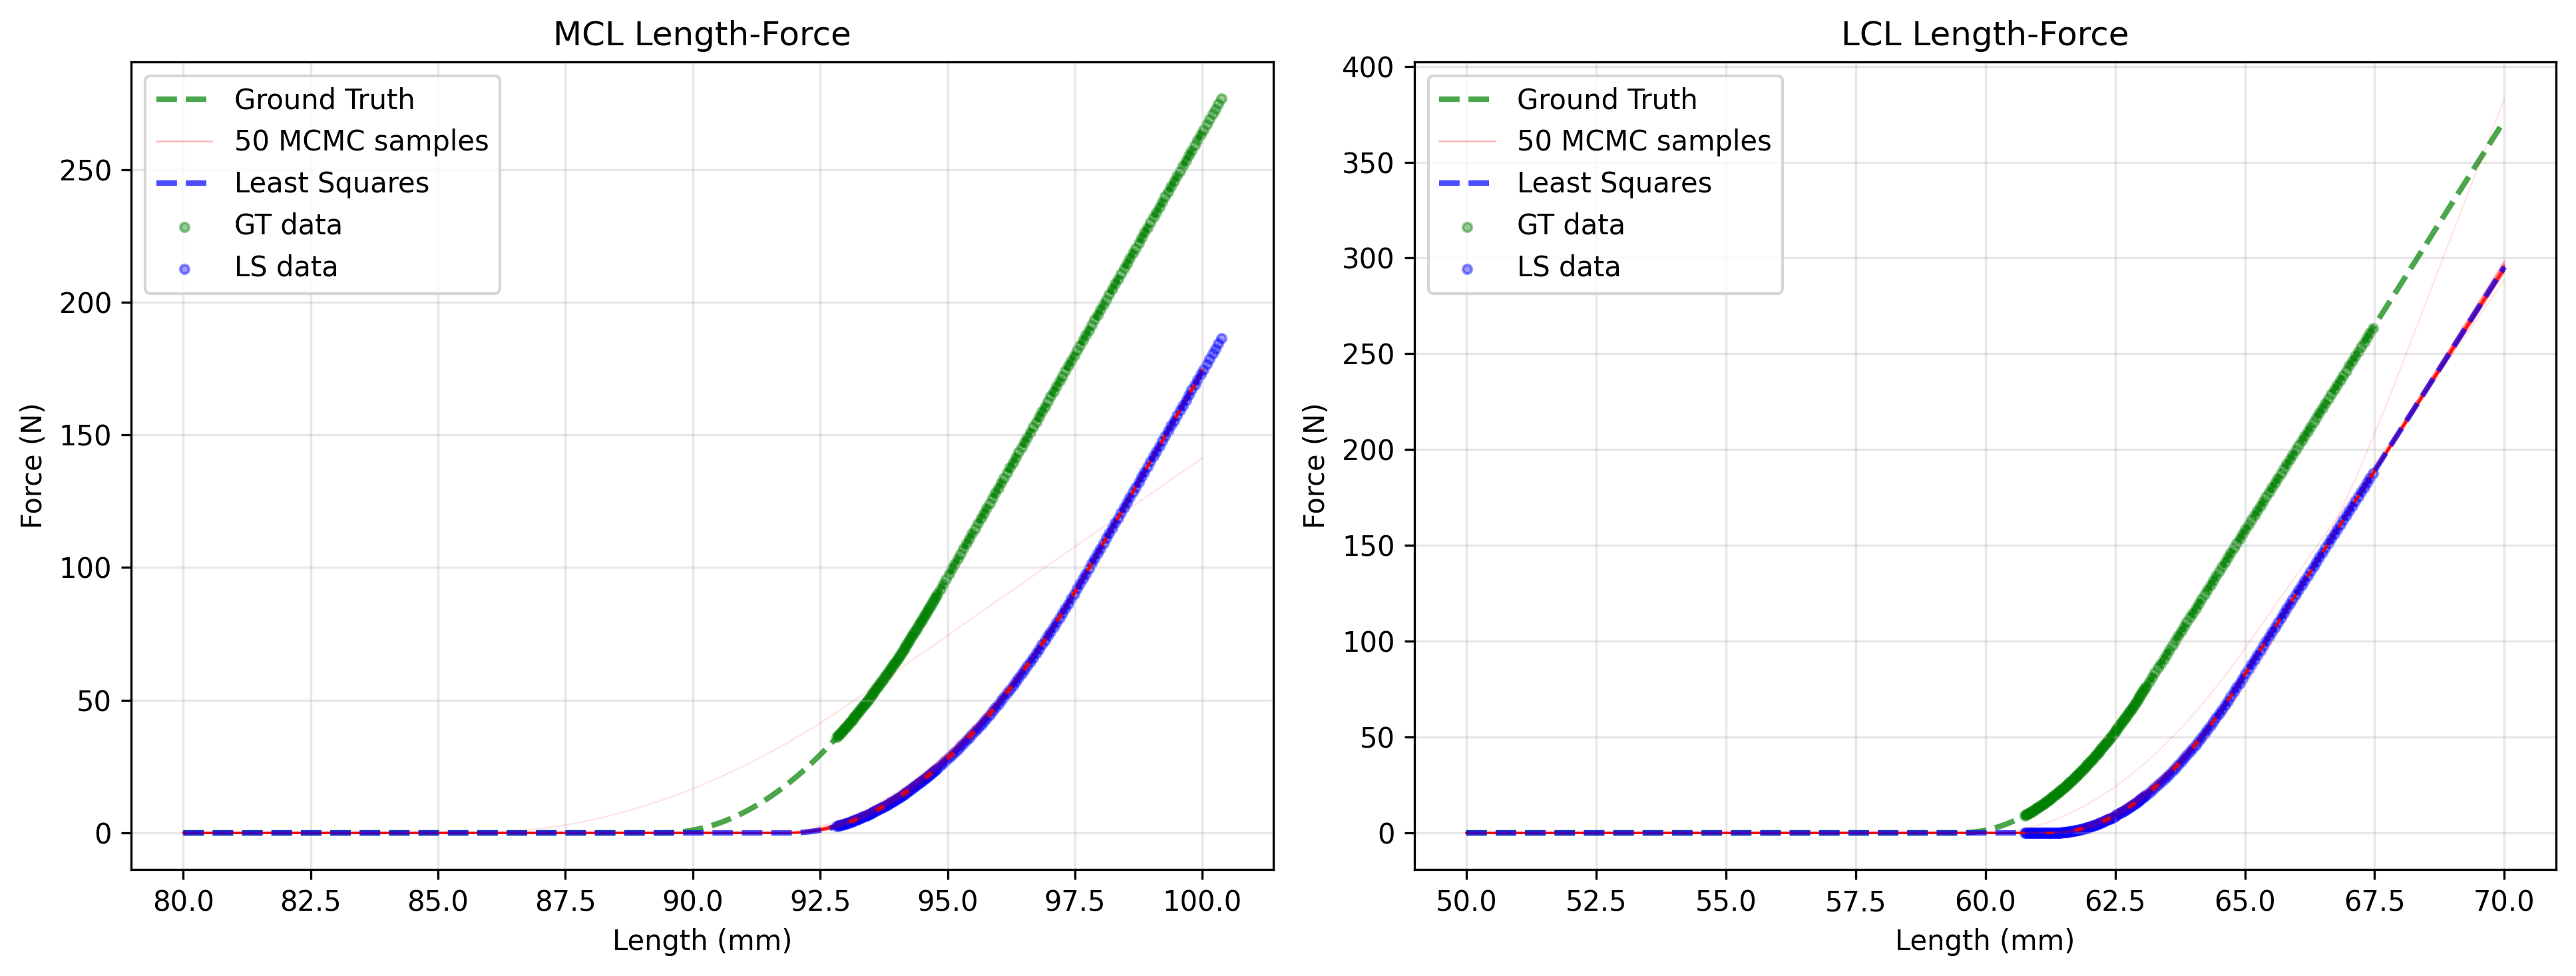 MCL Length-Force
Force (N)
250
200
150
100
50
0
Ground Truth
50 MCMC samples
Least Squares
GT data
LS data
80.0 82.5 85.0 87.5 90.0 92.5 95.0 97.5 100.0
Length (mm)
LCL Length-Force
Force (N)
400
350
300
250
200
150
100
50
0
Ground Truth
50 MCMC samples
Least Squares
GT data
LS data
50.0 52.5 55.0 57.5 60.0 62.5 65.0 67.5 70.0
Length (mm)